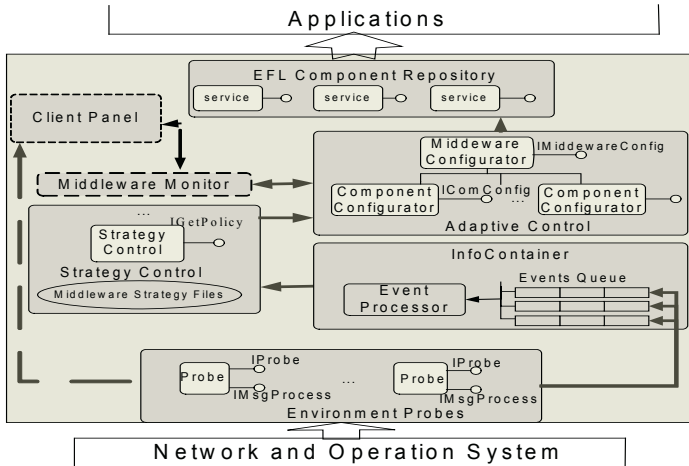 Applications
EFL Component Repository
service service service
Client Panel
Middeware Configurator
IMiddewareConfig
Middleware Monitor
Component Configurator
IComConfig
...
Component Configurator
Adaptive Control
...
IGetPolicy
Strategy Control
Strategy Control
Middleware Strategy Files
InfoContainer
Events Queue
Event Processor
IProbe
Probe
IMsgProcess
...
IProbe
Probe
IMsgProcess
Environment Probes
Network and Operation System